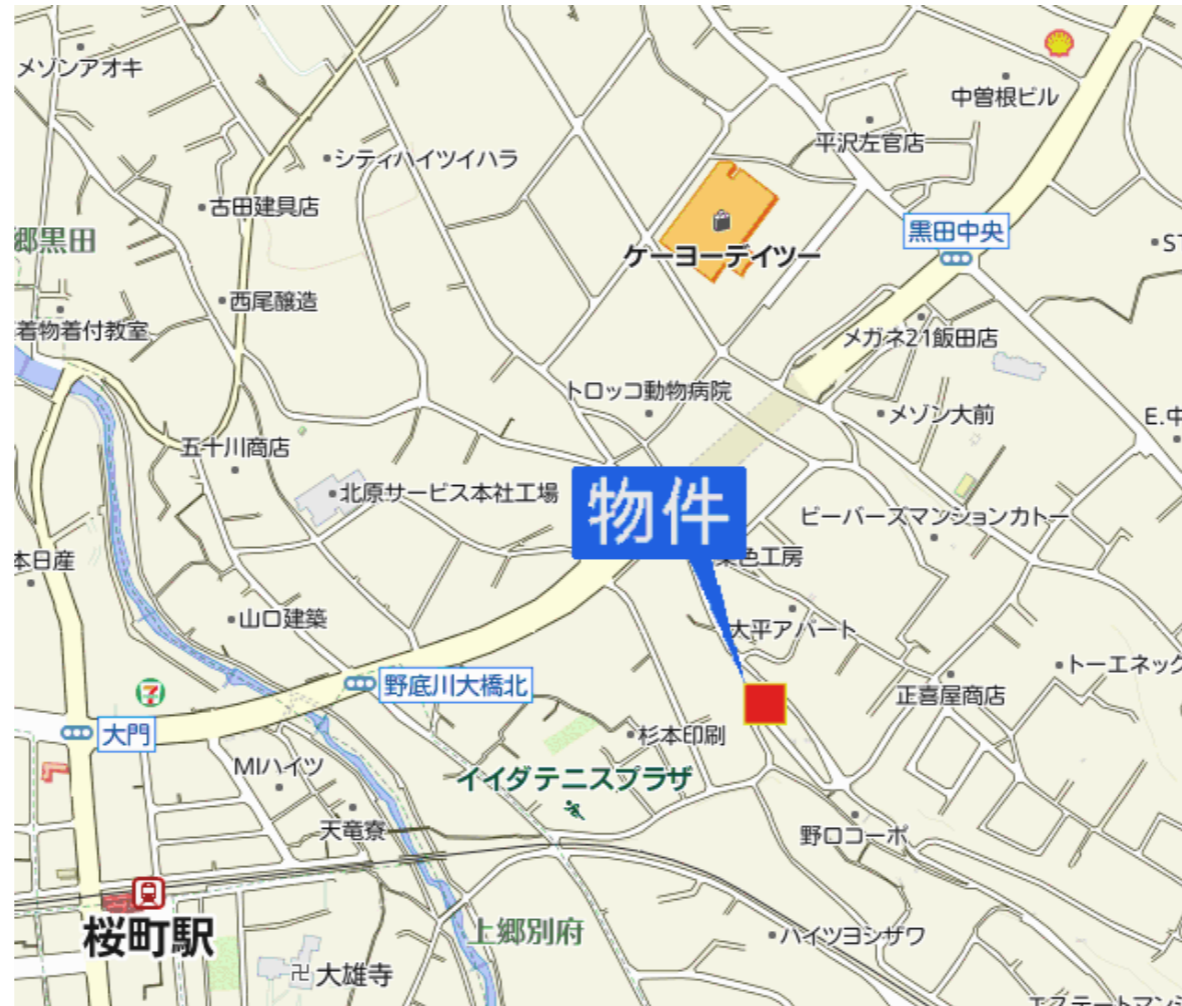 メゾンアオキ
中曽根ビル
平沢左官店
シティハイツイハラ
古田建具店
郷黒田
黒田中央
ケーヨーデイツー
西尾醸造
着物着付教室
メガネ21飯田店
トロッコ動物病院
メゾン大前
E.中
五十川商店
北原サービス本社工場
物件
ビーバーズマンションカトー
本日産
色工房
山口建築
大平アパート
トーエネック
野底川大橋北
正喜屋商店
大門
杉本印刷
MIハイツ
イイダテニスプラザ
天竜寮
野口コーポ
桜町駅
上郷別府
ハイツヨシザワ
卍大雄寺